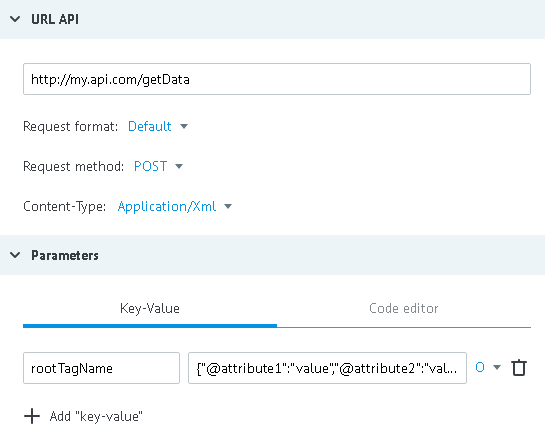 URL API
http://my.api.com/getData
Request format: Default
Request method: POST
Content-Type: Application/Xml
Parameters
Key-Value Code editor
rootTagName {"@attribute1":"value","@attribute2":"val... O
Add "key-value"